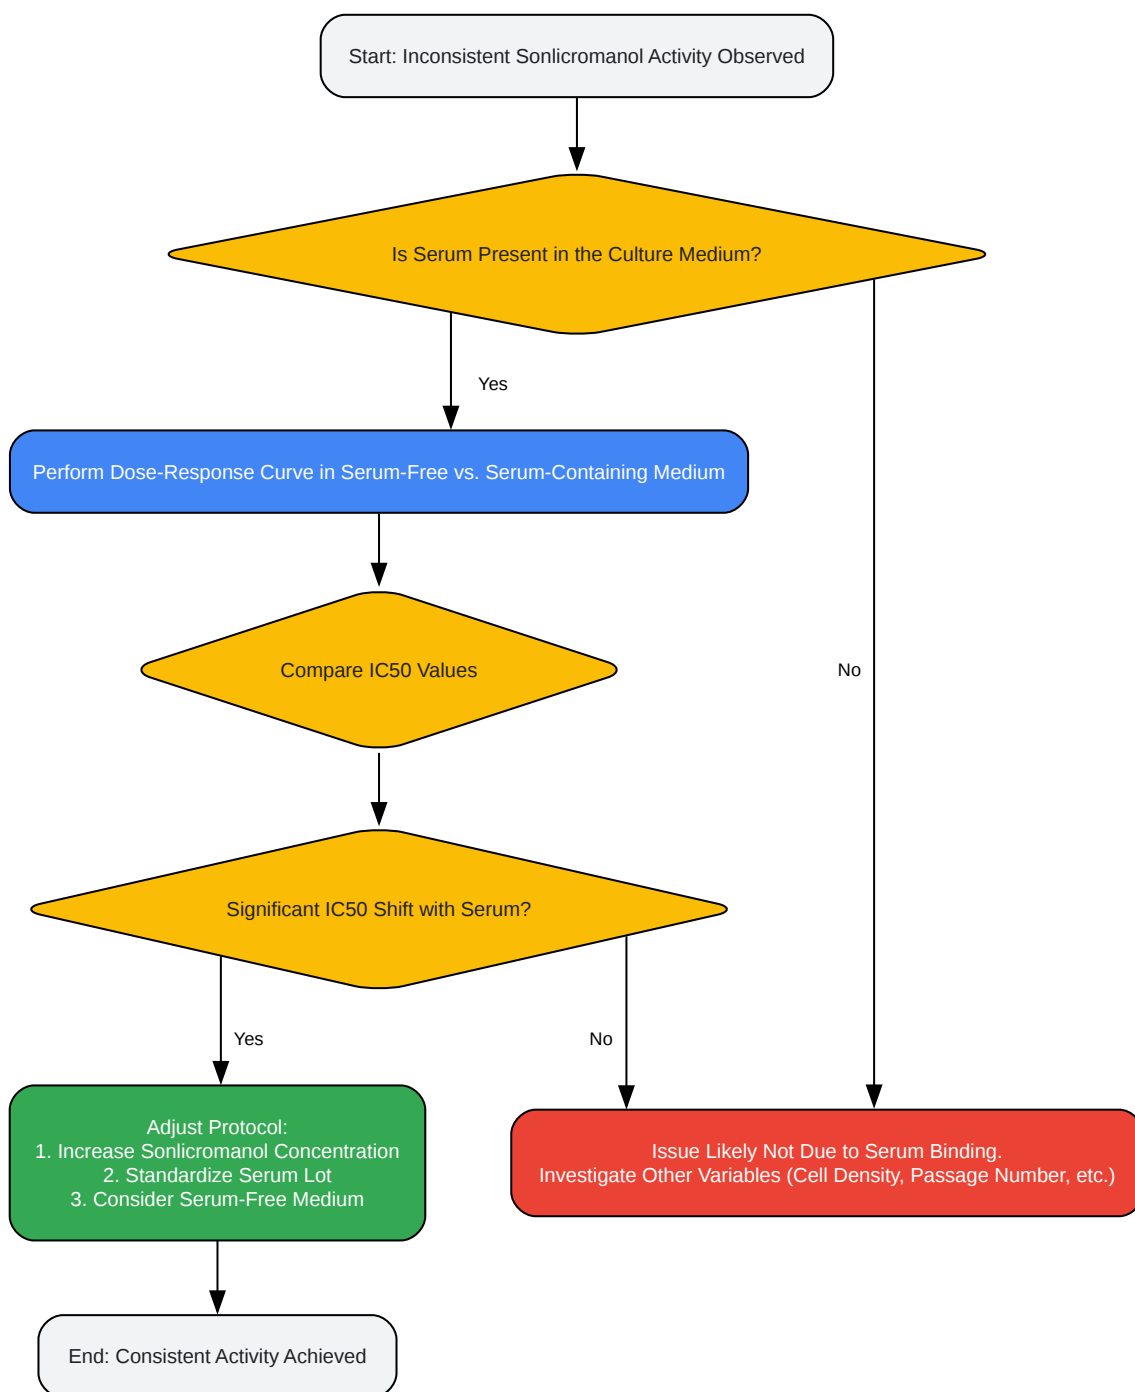 Start: Inconsistent Sonlicromanol Activity Observed
Is Serum Present in the Culture Medium?
Yes
Perform Dose-Response Curve in Serum-Free vs. Serum-Containing Medium
Compare IC50 Values
No
Significant IC50 Shift with Serum?
Yes
No
Adjust Protocol:
1. Increase Sonlicromanol Concentration
2. Standardize Serum Lot
3. Consider Serum-Free Medium
Issue Likely Not Due to Serum Binding.
Investigate Other Variables (Cell Density, Passage Number, etc.)
End: Consistent Activity Achieved